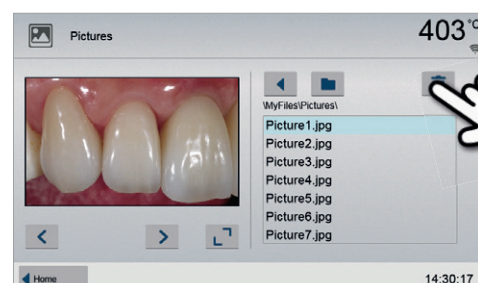 Pictures
403 °C
\MyFiles\Pictures\
Picture1.jpg
Picture2.jpg
Picture3.jpg
Picture4.jpg
Picture5.jpg
Picture6.jpg
Picture7.jpg
Home
14:30:17